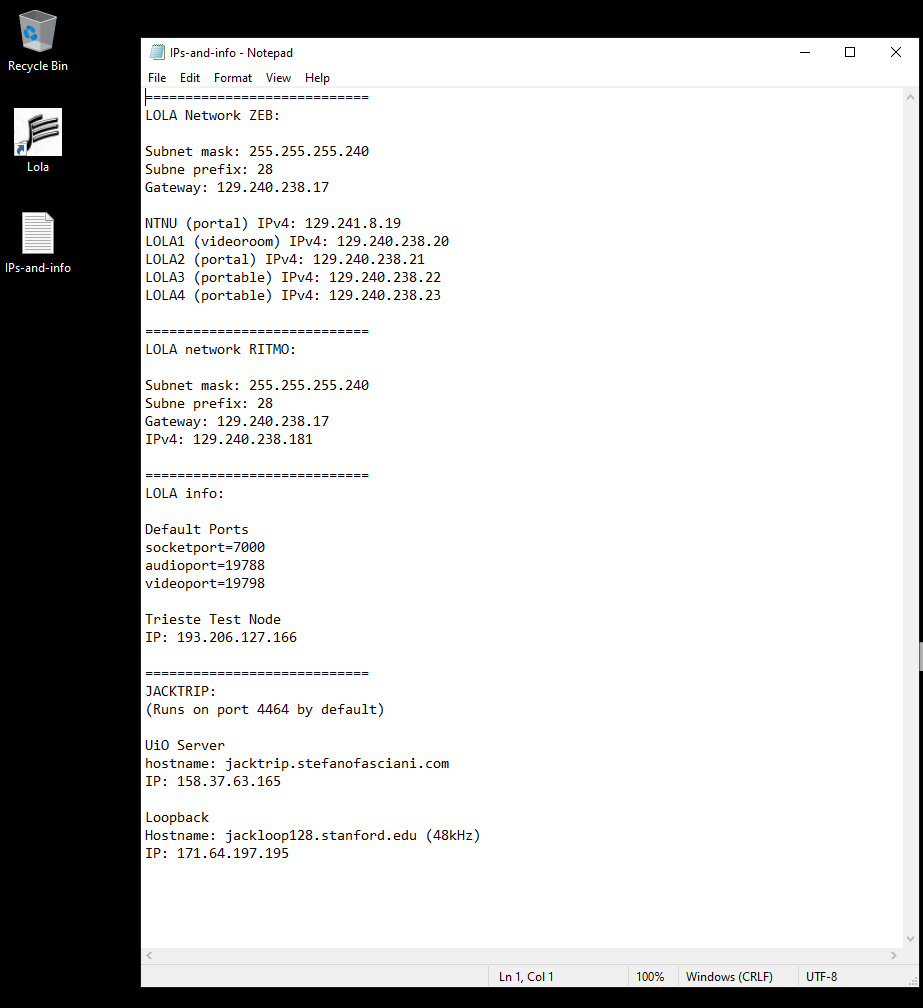 Recycle Bin
Lola
IPs-and-info
IPs-and-info - Notepad
File Edit Format View Help
============================
LOLA Network ZEB:
Subnet mask: 255.255.255.240
Subne prefix: 28
Gateway: 129.240.238.17
NTNU (portal) IPv4: 129.241.8.19
LOLA1 (videoroom) IPv4: 129.240.238.20
LOLA2 (portal) IPv4: 129.240.238.21
LOLA3 (portable) IPv4: 129.240.238.22
LOLA4 (portable) IPv4: 129.240.238.23
============================
LOLA network RITMO:
Subnet mask: 255.255.255.240
Subne prefix: 28
Gateway: 129.240.238.17
IPv4: 129.240.238.181
============================
LOLA info:
Default Ports
socketport=7000
audioport=19788
videoport=19798
Trieste Test Node
IP: 193.206.127.166
============================
JACKTRIP:
(Runs on port 4464 by default)
UiO Server
hostname: jacktrip.stefanofasciani.com
IP: 158.37.63.165
Loopback
Hostname: jackloop128.stanford.edu (48kHz)
IP: 171.64.197.195
Ln 1, Col 1 100% Windows (CRLF) UTF-8